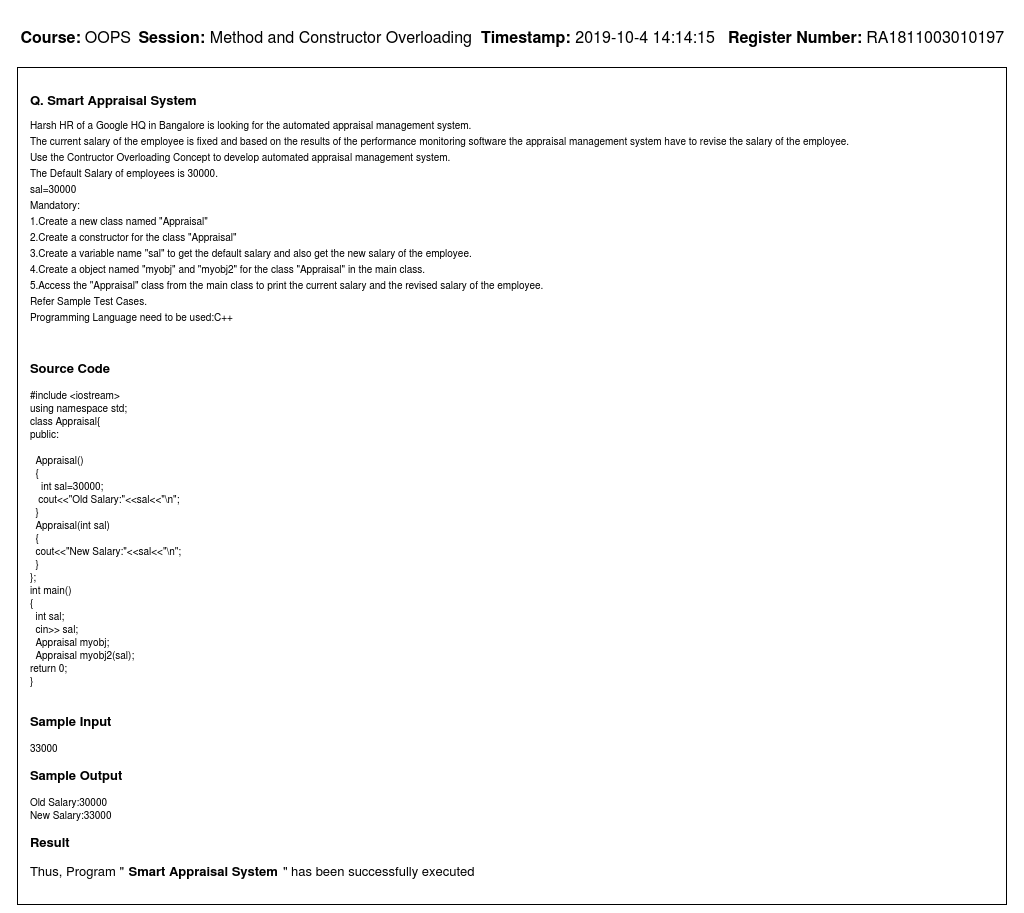 Course: OOPS Session: Method and Constructor Overloading Timestamp: 2019-10-4 14:14:15 Register Number: RA1811003010197
Q. Smart Appraisal System
Harsh HR of a Google HQ in Bangalore is looking for the automated appraisal management system.
The current salary of the employee is fixed and based on the results of the performance monitoring software the appraisal management system have to revise the salary of the employee.
Use the Contructor Overloading Concept to develop automated appraisal management system.
The Default Salary of employees is 30000.
sal=30000
Mandatory:
1.Create a new class named "Appraisal"
2.Create a constructor for the class "Appraisal"
3.Create a variable name "sal" to get the default salary and also get the new salary of the employee.
4.Create a object named "myobj" and "myobj2" for the class "Appraisal" in the main class.
5.Access the "Appraisal" class from the main class to print the current salary and the revised salary of the employee.
Refer Sample Test Cases.
Programming Language need to be used:C++
Source Code
#include <iostream>
using namespace std;
class Appraisal{
public:
Appraisal()
{
int sal=30000;
cout<<"Old Salary:"<<sal<<"\n";
}
Appraisal(int sal)
{
cout<<"New Salary:"<<sal<<"\n";
}
};
int main()
{
int sal;
cin>> sal;
Appraisal myobj;
Appraisal myobj2(sal);
return 0;
}
Sample Input
33000
Sample Output
Old Salary:30000
New Salary:33000
Result
Thus, Program " Smart Appraisal System " has been successfully executed